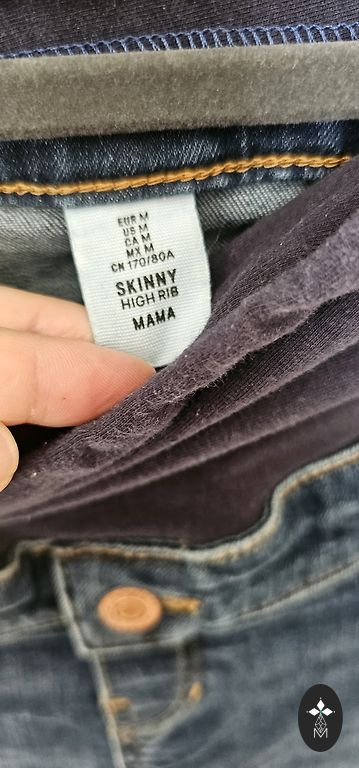 EUR M
US M
CA M
MX M
CN 170/80A
SKINNY
HIGH RIB
MAMA
M